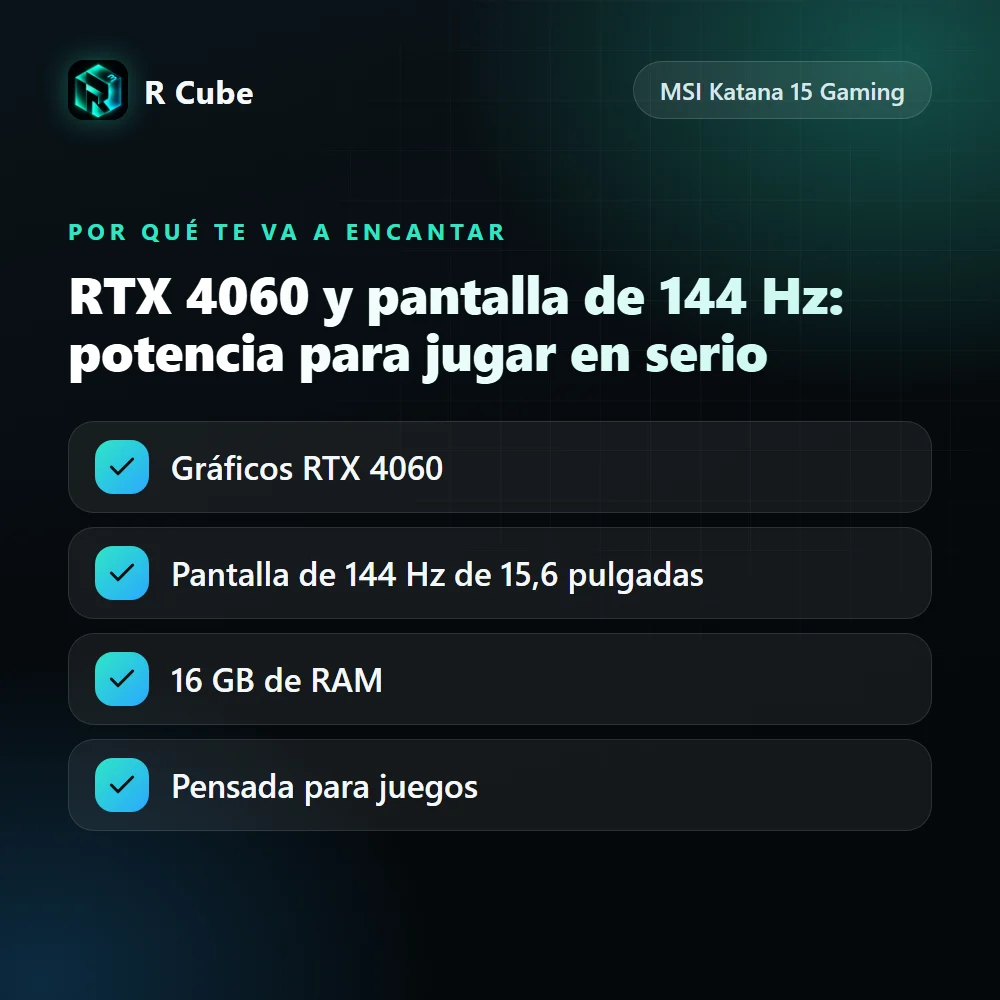 R Cube
MSI Katana 15 Gaming
POR QUÉ TE VA A ENCANTAR
RTX 4060 y pantalla de 144 Hz:
potencia para jugar en serio
Gráficos RTX 4060
Pantalla de 144 Hz de 15,6 pulgadas
16 GB de RAM
Pensada para juegos